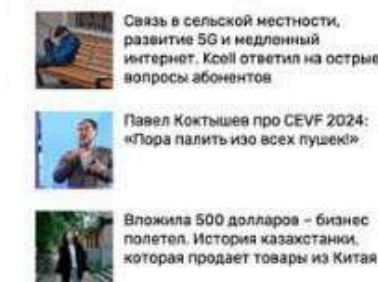 Связь в сельской местности,
развитие 5G и медленный
интернет. Kcell ответил на острые
вопросы абонентов
Павел Коктышев про CEVF 2024:
«Пора палить изо всех пушек!»
Вложила 500 долларов – бизнес
полетел. История казахстанки,
которая продает товары из Китая